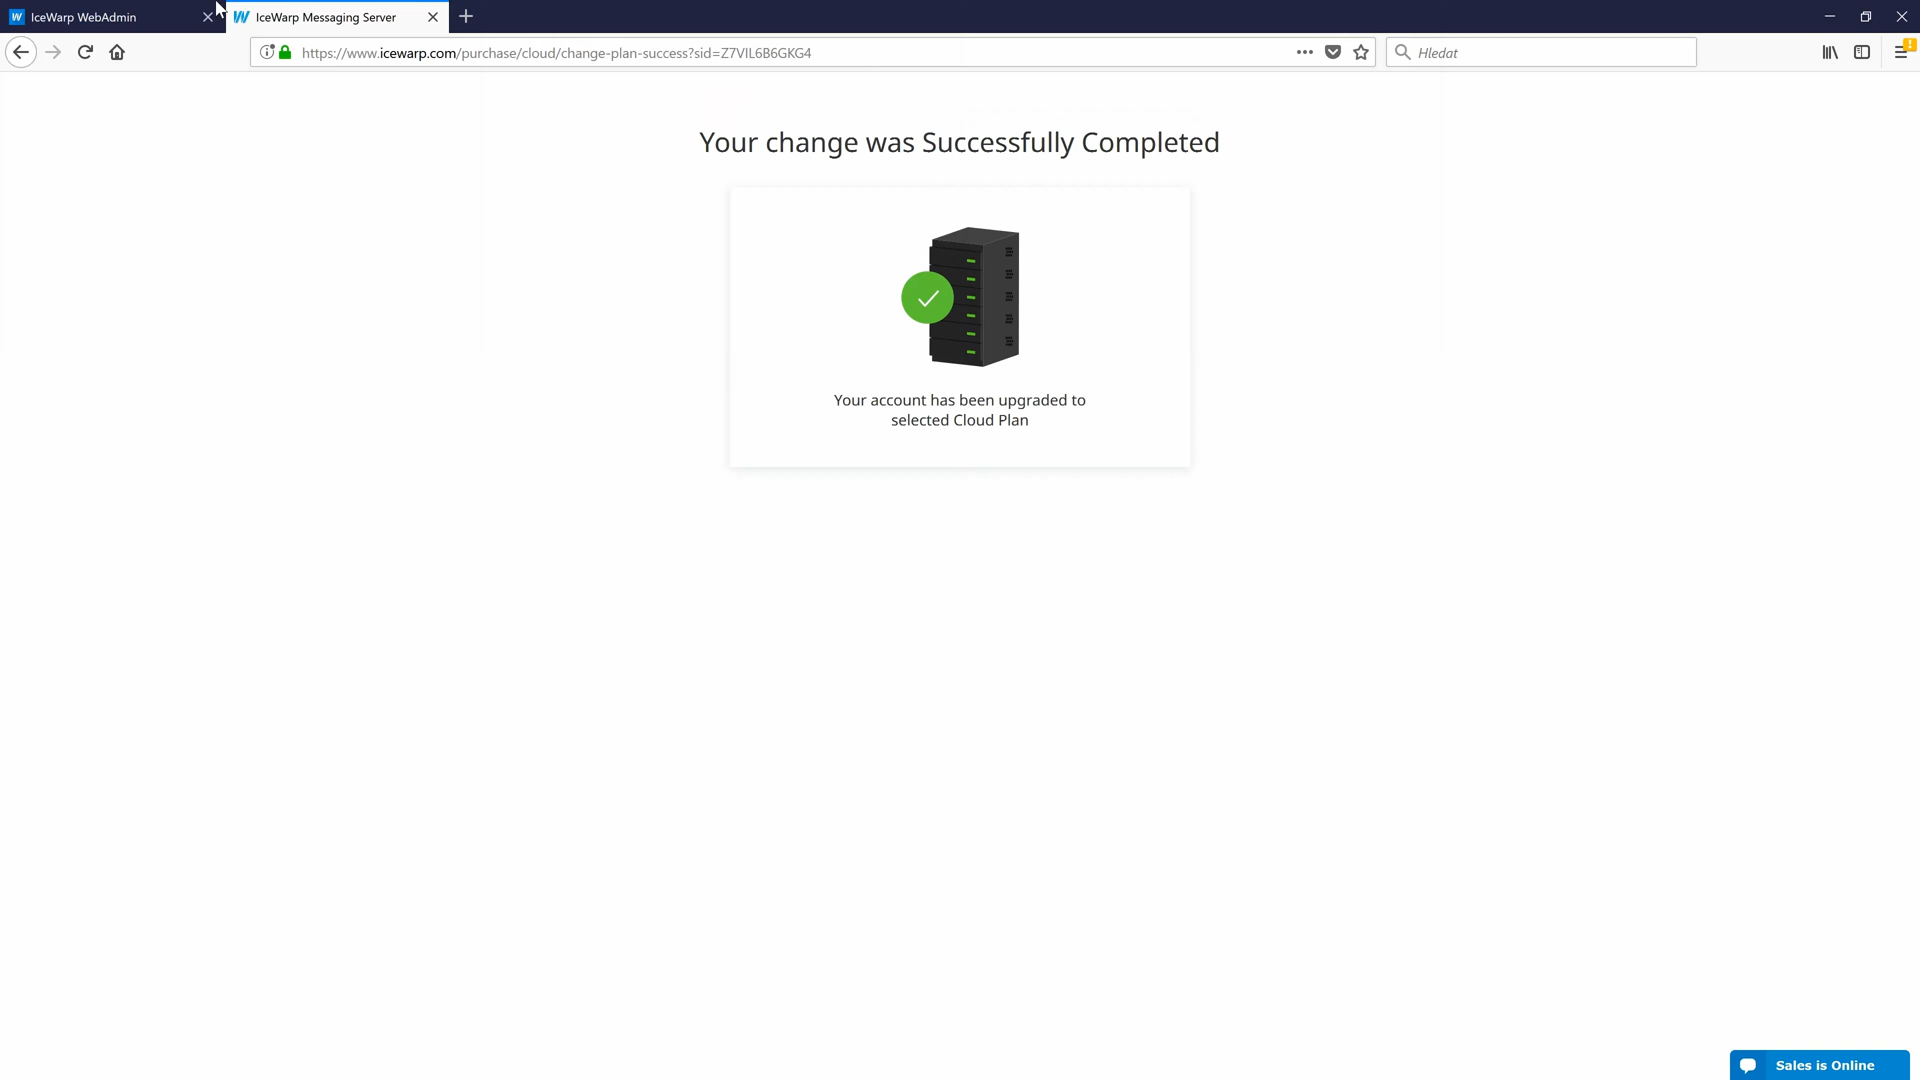 IceWarp WebAdmin
IceWarp Messaging Server
https://www.icewarp.com/purchase/cloud/change-plan-success?sid=Z7VIL6B6GKG4
Hledat
Your change was Successfully Completed
Your account has been upgraded to
selected Cloud Plan
Sales is Online